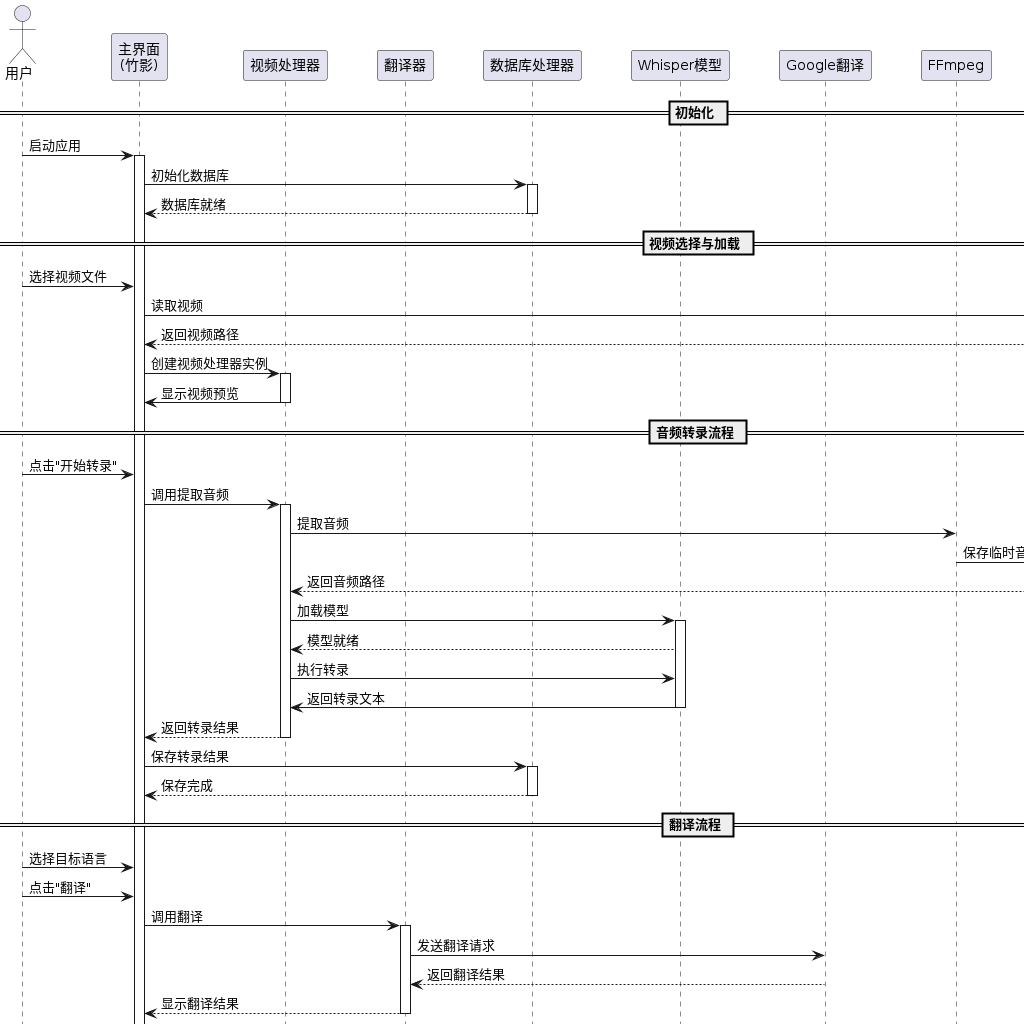 用户
主界面
(竹影)
视频处理器
翻译器
数据库处理器
Whisper模型
Google翻译
FFmpeg
初始化
启动应用
初始化数据库
数据库就绪
视频选择与加载
选择视频文件
读取视频
返回视频路径
创建视频处理器实例
显示视频预览
音频转录流程
点击"开始转录"
调用提取音频
提取音频
保存临时音
返回音频路径
加载模型
模型就绪
执行转录
返回转录文本
返回转录结果
保存转录结果
保存完成
翻译流程
选择目标语言
点击"翻译"
调用翻译
发送翻译请求
返回翻译结果
显示翻译结果